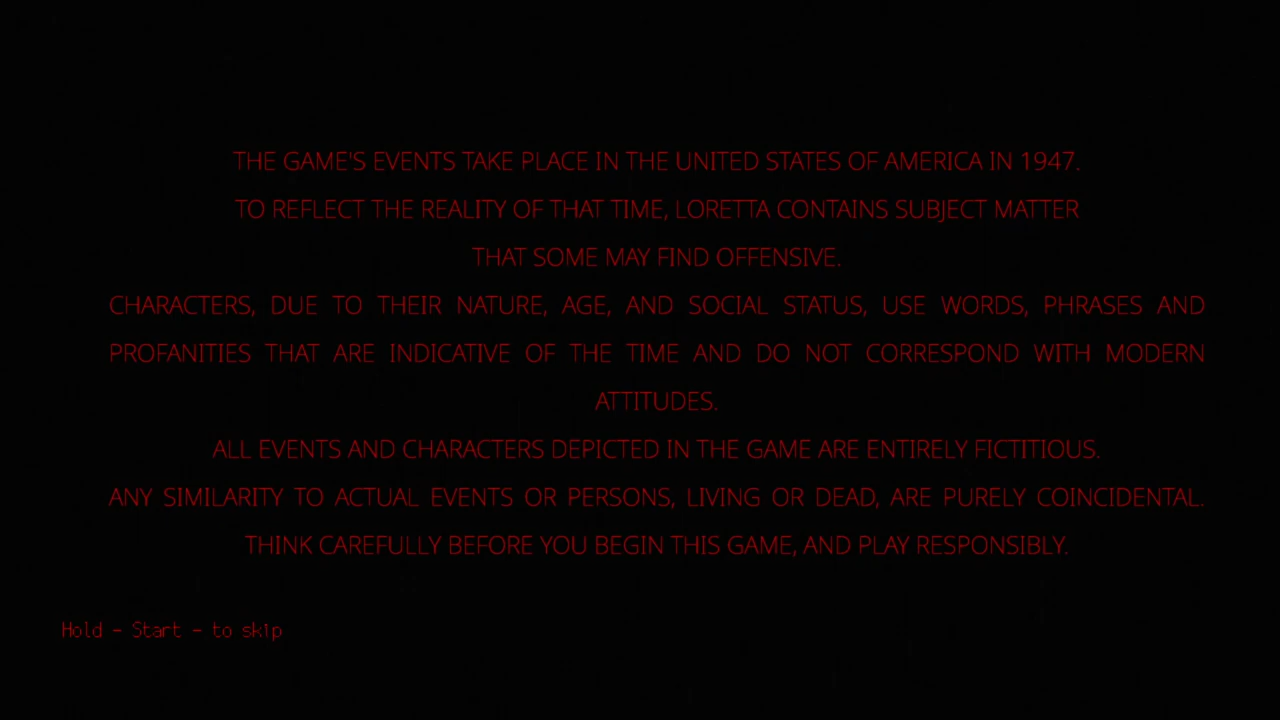 THE GAME'S EVENTS TAKE PLACE IN THE UNITED STATES OF AMERICA IN 1947.
TO REFLECT THE REALITY OF THAT TIME, LORETTA CONTAINS SUBJECT MATTER
THAT SOME MAY FIND OFFENSIVE.
CHARACTERS, DUE TO THEIR NATURE, AGE, AND SOCIAL STATUS, USE WORDS, PHRASES AND
PROFANITIES THAT ARE INDICATIVE OF THE TIME AND DO NOT CORRESPOND WITH MODERN
ATTITUDES.
ALL EVENTS AND CHARACTERS DEPICTED IN THE GAME ARE ENTIRELY FICTITIOUS.
ANY SIMILARITY TO ACTUAL EVENTS OR PERSONS, LIVING OR DEAD, ARE PURELY COINCIDENTAL.
THINK CAREFULLY BEFORE YOU BEGIN THIS GAME, AND PLAY RESPONSIBLY.
Hold - Start - to skip